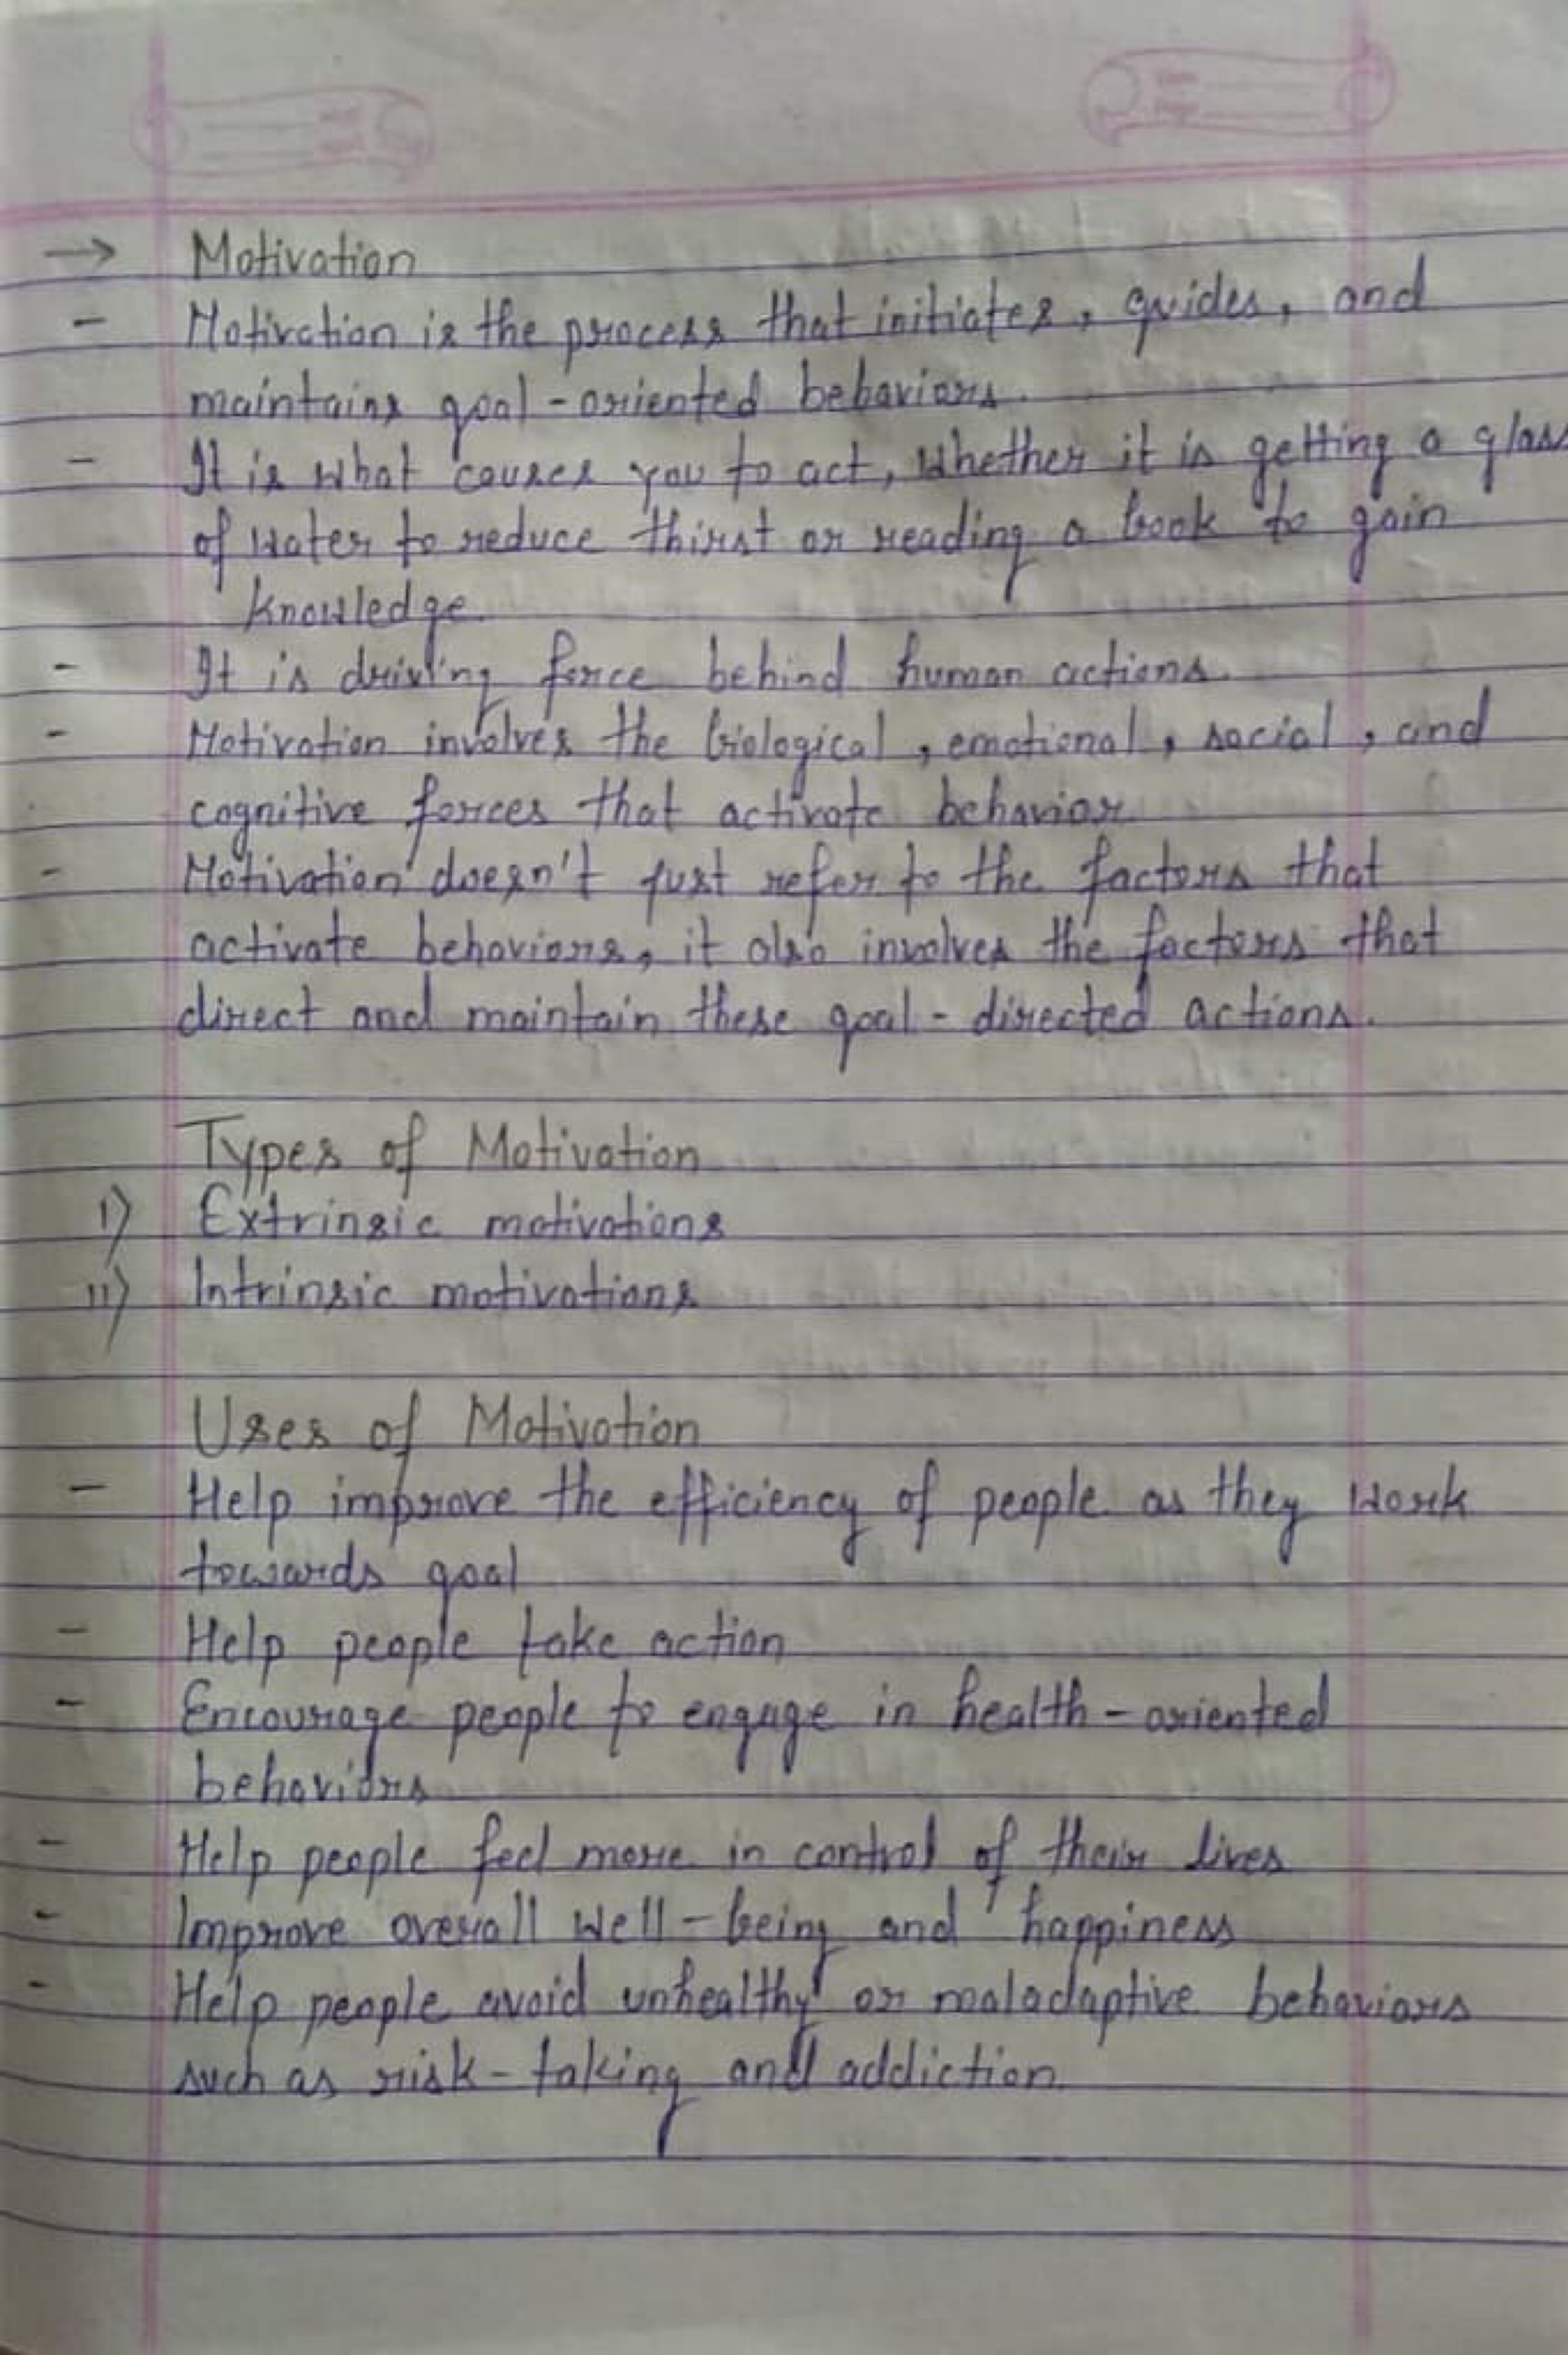 → Motivation
- Motivation is the process that initiates, guides, and
maintains goal-oriented behaviors.
- It is what causes you to act, whether it is getting a glass
of water to reduce thirst or reading a book to gain
knowledge.
- It is driving force behind human actions.
- Motivation involves the biological, emotional, social, and
cognitive forces that activate behavior.
- Motivation doesn't just refer to the factors that
activate behaviors, it also involves the factors that
direct and maintain these goal-directed actions.
Types of Motivation
i) Extrinsic motivations
ii) Intrinsic motivations
Uses of Motivation
- Help improve the efficiency of people as they work
towards goal
- Help people take action
- Encourage people to engage in health-oriented
behaviors
- Help people feel more in control of their lives
- Improve overall well-being and happiness
- Help people avoid unhealthy or maladaptive behaviors
such as risk-taking and addiction.